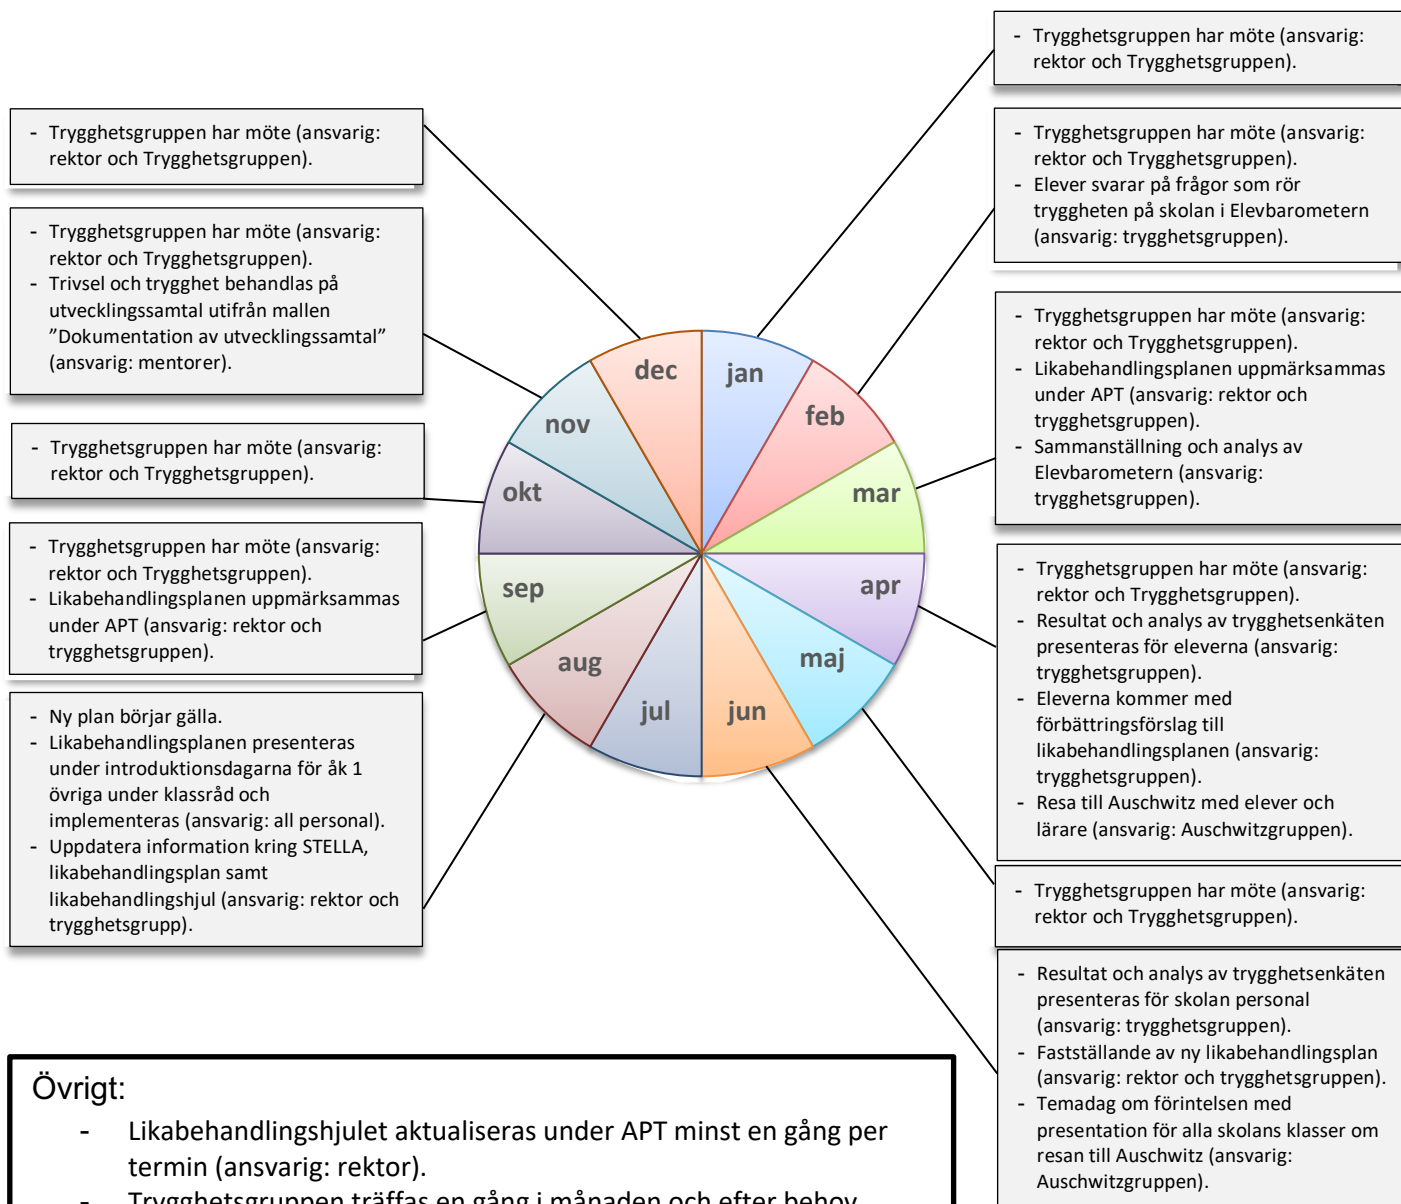 - Trygghetsgruppen har möte (ansvarig:
rektor och Trygghetsgruppen).
- Trygghetsgruppen har möte (ansvarig:
rektor och Trygghetsgruppen).
- Elever svarar på frågor som rör
tryggheten på skolan i Elevbarometern
(ansvarig: trygghetsgruppen).
- Trygghetsgruppen har möte (ansvarig:
rektor och Trygghetsgruppen).
- Likabehandlingsplanen uppmärksammas
under APT (ansvarig: rektor och
trygghetsgruppen).
- Sammanställning och analys av
Elevbarometern (ansvarig:
trygghetsgruppen).
- Trygghetsgruppen har möte (ansvarig:
rektor och Trygghetsgruppen).
- Resultat och analys av trygghetsenkäten
presenteras för eleverna (ansvarig:
trygghetsgruppen).
- Eleverna kommer med
förbättringsförslag till
likabehandlingsplanen (ansvarig:
trygghetsgruppen).
- Resa till Auschwitz med elever och
lärare (ansvarig: Auschwitzgruppen).
- Trygghetsgruppen har möte (ansvarig:
rektor och Trygghetsgruppen).
- Resultat och analys av trygghetsenkäten
presenteras för skolan personal
(ansvarig: trygghetsgruppen).
- Fastställande av ny likabehandlingsplan
(ansvarig: rektor och trygghetsgruppen).
- Temadag om förintelsen med
presentation för alla skolans klasser om
resan till Auschwitz (ansvarig:
Auschwitzgruppen).
- Trygghetsgruppen har möte (ansvarig:
rektor och Trygghetsgruppen).
- Trygghetsgruppen har möte (ansvarig:
rektor och Trygghetsgruppen).
- Trivsel och trygghet behandlas på
utvecklingssamtal utifrån mallen
”Dokumentation av utvecklingssamtal”
(ansvarig: mentorer).
- Trygghetsgruppen har möte (ansvarig:
rektor och Trygghetsgruppen).
- Trygghetsgruppen har möte (ansvarig:
rektor och Trygghetsgruppen).
- Likabehandlingsplanen uppmärksammas
under APT (ansvarig: rektor och
trygghetsgruppen).
- Ny plan börjar gälla.
- Likabehandlingsplanen presenteras
under introduktionsdagarna för åk 1
övriga under klassråd och
implementeras (ansvarig: all personal).
- Uppdatera information kring STELLA,
likabehandlingsplan samt
likabehandlingshjul (ansvarig: rektor och
trygghetsgrupp).
jan
feb
mar
apr
maj
jun
jul
aug
sep
okt
nov
dec
Övrigt:
- Likabehandlingshjulet aktualiseras under APT minst en gång per
termin (ansvarig: rektor).
- Trygghetsgruppen träffas en gång i månaden och efter behov